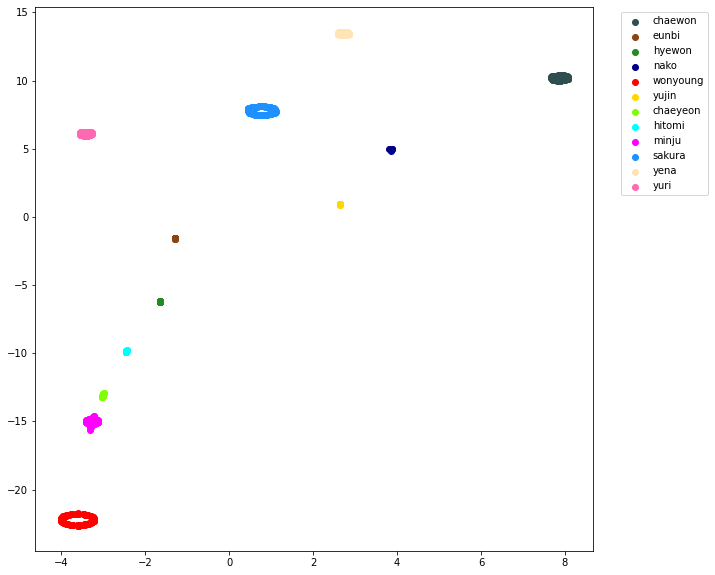 15
10
5
0
−5
−10
−15
−20
−4
−2
0
2
4
6
8
chaewon
eunbi
hyewon
nako
wonyoung
yujin
chaeyeon
hitomi
minju
sakura
yena
yuri